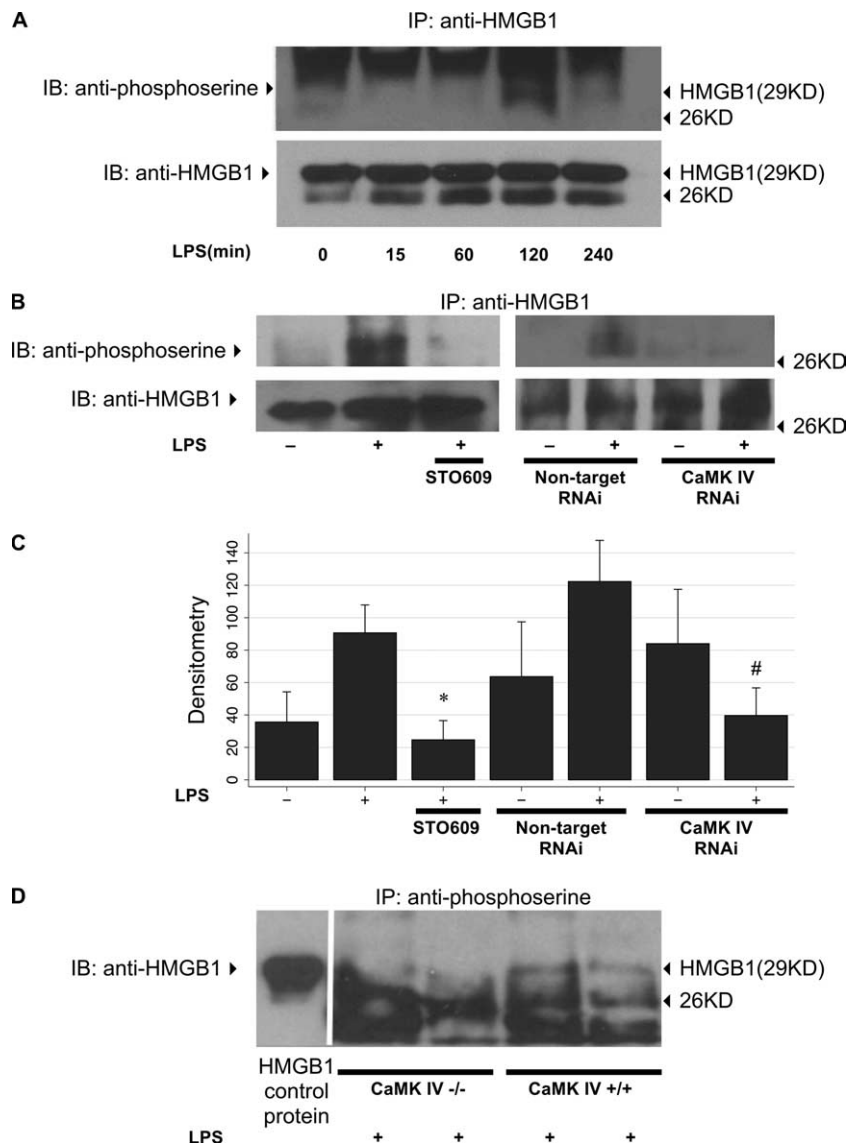 A
IP: anti-HMGB1
IB: anti-phosphoserine
HMGB1(29KD)
26KD
IB: anti-HMGB1
HMGB1(29KD)
26KD
LPS(min) 0 15 60 120 240
B
IP: anti-HMGB1
IB: anti-phosphoserine
26KD
IB: anti-HMGB1
26KD
LPS – + + – + – +
STO609 Non-target RNAi CaMK IV RNAi
C
Densitometry
140
120
100
80
60
40
20
0
*
#
LPS – + + – + – +
STO609 Non-target RNAi CaMK IV RNAi
D
IP: anti-phosphoserine
IB: anti-HMGB1
HMGB1(29KD)
26KD
HMGB1 control protein
CaMK IV -/- CaMK IV +/+
LPS + + + +